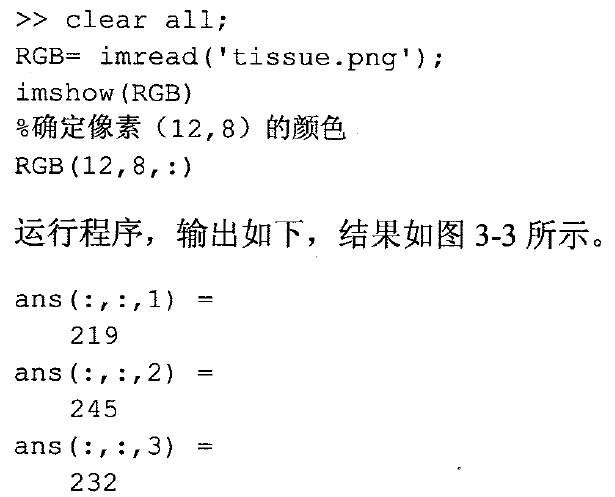 >> clear all;
RGB= imread('tissue.png');
imshow(RGB)
%确定像素（12,8）的颜色
RGB(12,8,:)
运行程序，输出如下，结果如图 3-3 所示。
ans(:,:,1) =
219
ans(:,:,2) =
245
ans(:,:,3) =
232